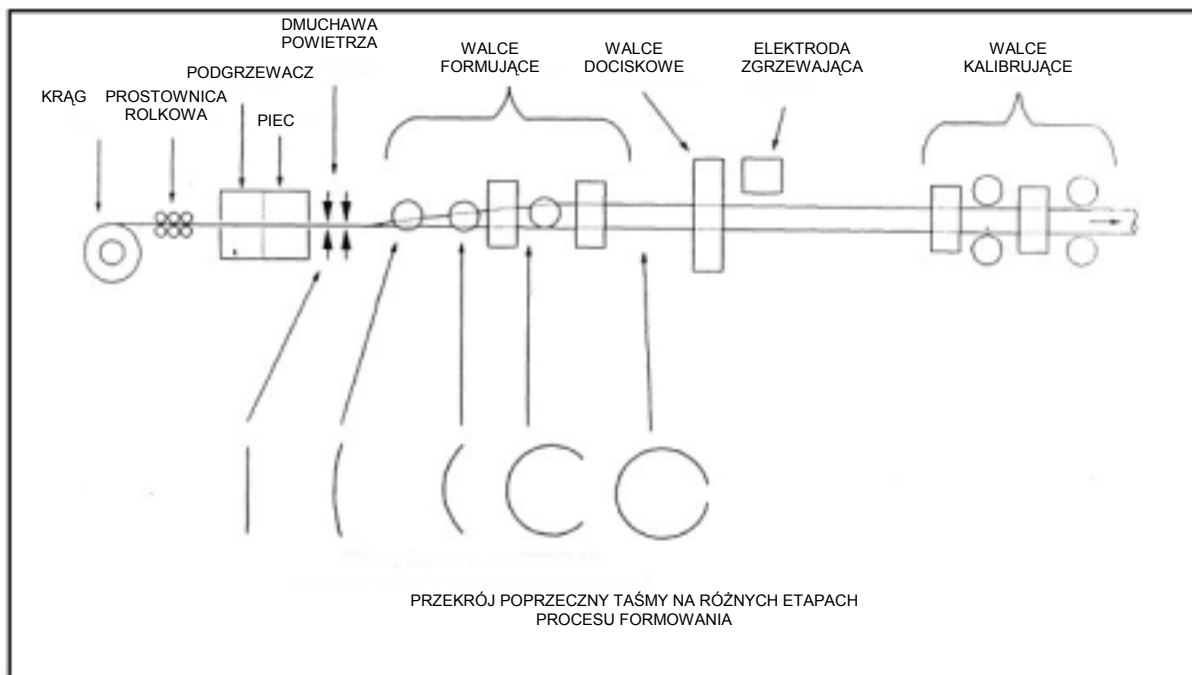 DMUCHAWA
POWIETRZA
WALCE
FORMUJĄCE
WALCE
DOCISKOWE
ELEKTRODA
ZGRZEWAJĄCA
WALCE
KALIBRUJĄCE
PODGRZEWACZ
KRĄG
PROSTOWNICA
ROLKOWA
PIEC
PRZEKRÓJ POPRZECZNY TAŚMY NA RÓŻNYCH ETAPACH
PROCESU FORMOWANIA